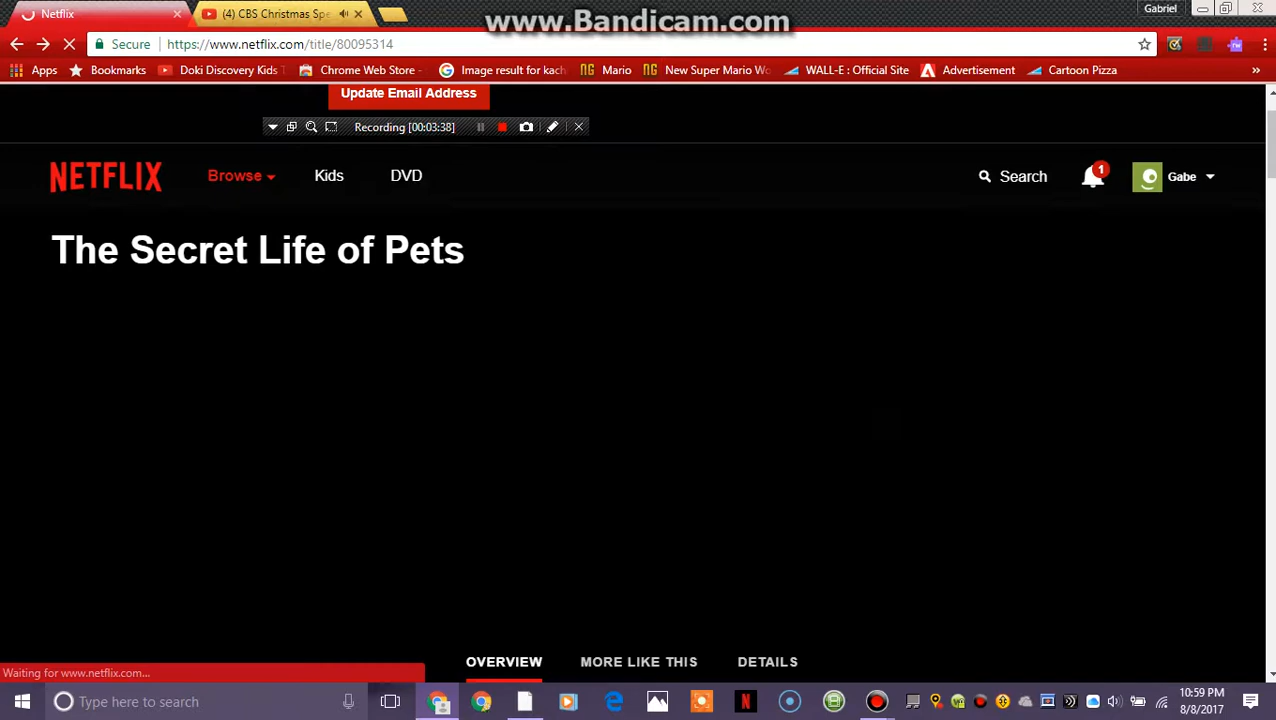 Netflix
(4) CBS Christmas Spe
www.Bandicam.com
Gabriel
Secure
https://www.netflix.com/title/80095314
Apps
Bookmarks
Doki Discovery Kids
Chrome Web Store -
Image result for kach
NG Mario
NG New Super Mario Wo
WALL-E : Official Site
Advertisement
Cartoon Pizza
»
Update Email Address
Recording [00:03:38]
NETFLIX
Browse
Kids
DVD
Search
1
Gabe
The Secret Life of Pets
OVERVIEW
MORE LIKE THIS
DETAILS
Waiting for www.netflix.com...
Type here to search
10:59 PM
8/8/2017